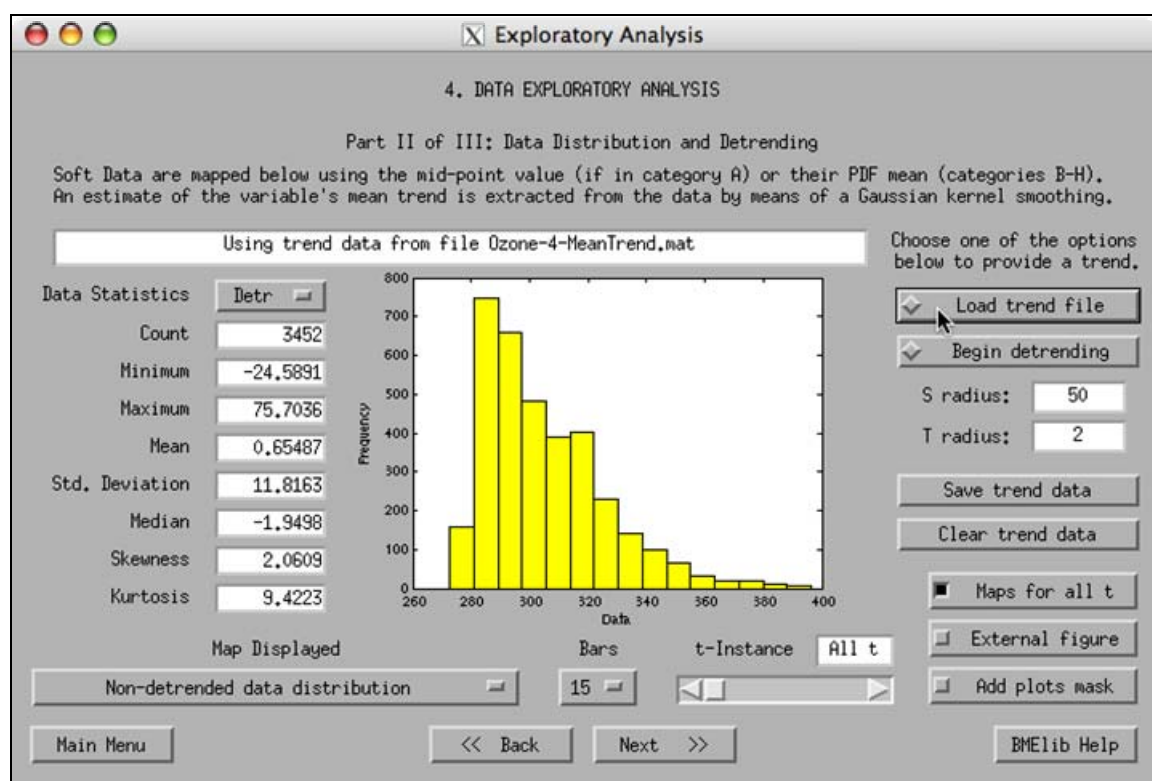 X Exploratory Analysis
4. DATA EXPLORATORY ANALYSIS
Part II of III: Data Distribution and Detrending
Soft Data are mapped below using the mid-point value (if in category A) or their PDF mean (categories B-H).
An estimate of the variable's mean trend is extracted from the data by means of a Gaussian kernel smoothing.
Using trend data from file Ozone-4-MeanTrend.mat
Choose one of the options
below to provide a trend.
Data Statistics Detr
Count 3452
Minimum -24.5891
Maximum 75.7036
Mean 0.65487
Std. Deviation 11.8163
Median -1.9498
Skewness 2.0609
Kurtosis 9.4223
Frequency
800
700
600
500
400
300
200
100
0
260 280 300 320 340 360 380 400
Data
Load trend file
Begin detrending
S radius: 50
T radius: 2
Save trend data
Clear trend data
Maps for all t
External figure
Add plots mask
Map Displayed
Non-detrended data distribution
Bars
15
t-Instance All t
Main Menu
<< Back
Next >>
BMElib Help